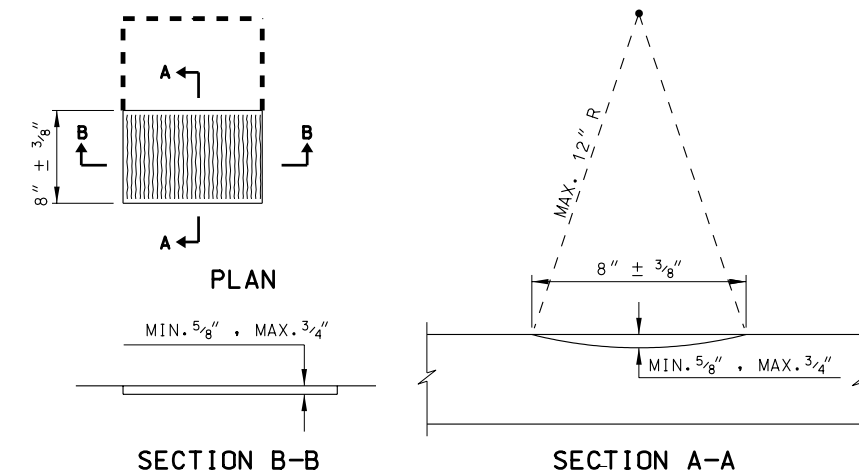 A
B
B
8" ± 3/8"
A
PLAN
MIN. 5/8" , MAX. 3/4"
SECTION B-B
MAX. 12" R
8" ± 3/8"
MIN. 5/8" , MAX. 3/4"
SECTION A-A